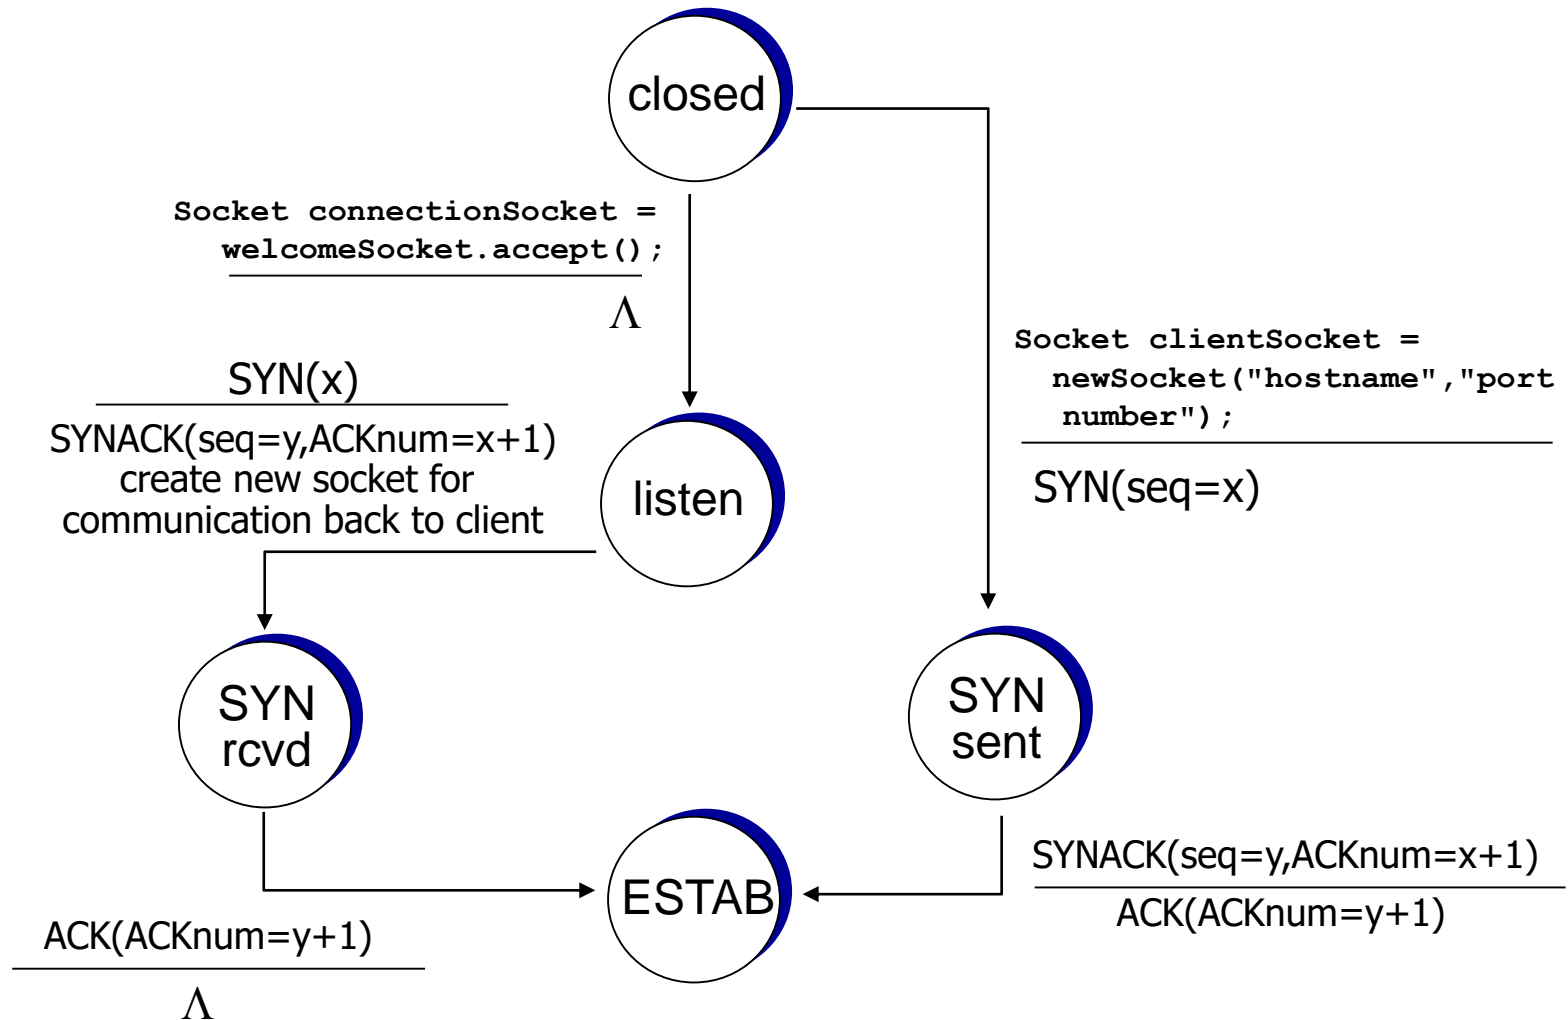 closed
Socket connectionSocket =
welcomeSocket.accept();
Λ
Socket clientSocket =
newSocket("hostname","port
number");
SYN(seq=x)
SYN(x)
SYNACK(seq=y,ACKnum=x+1)
create new socket for
communication back to client
listen
SYN
rcvd
SYN
sent
ESTAB
SYNACK(seq=y,ACKnum=x+1)
ACK(ACKnum=y+1)
ACK(ACKnum=y+1)
Λ